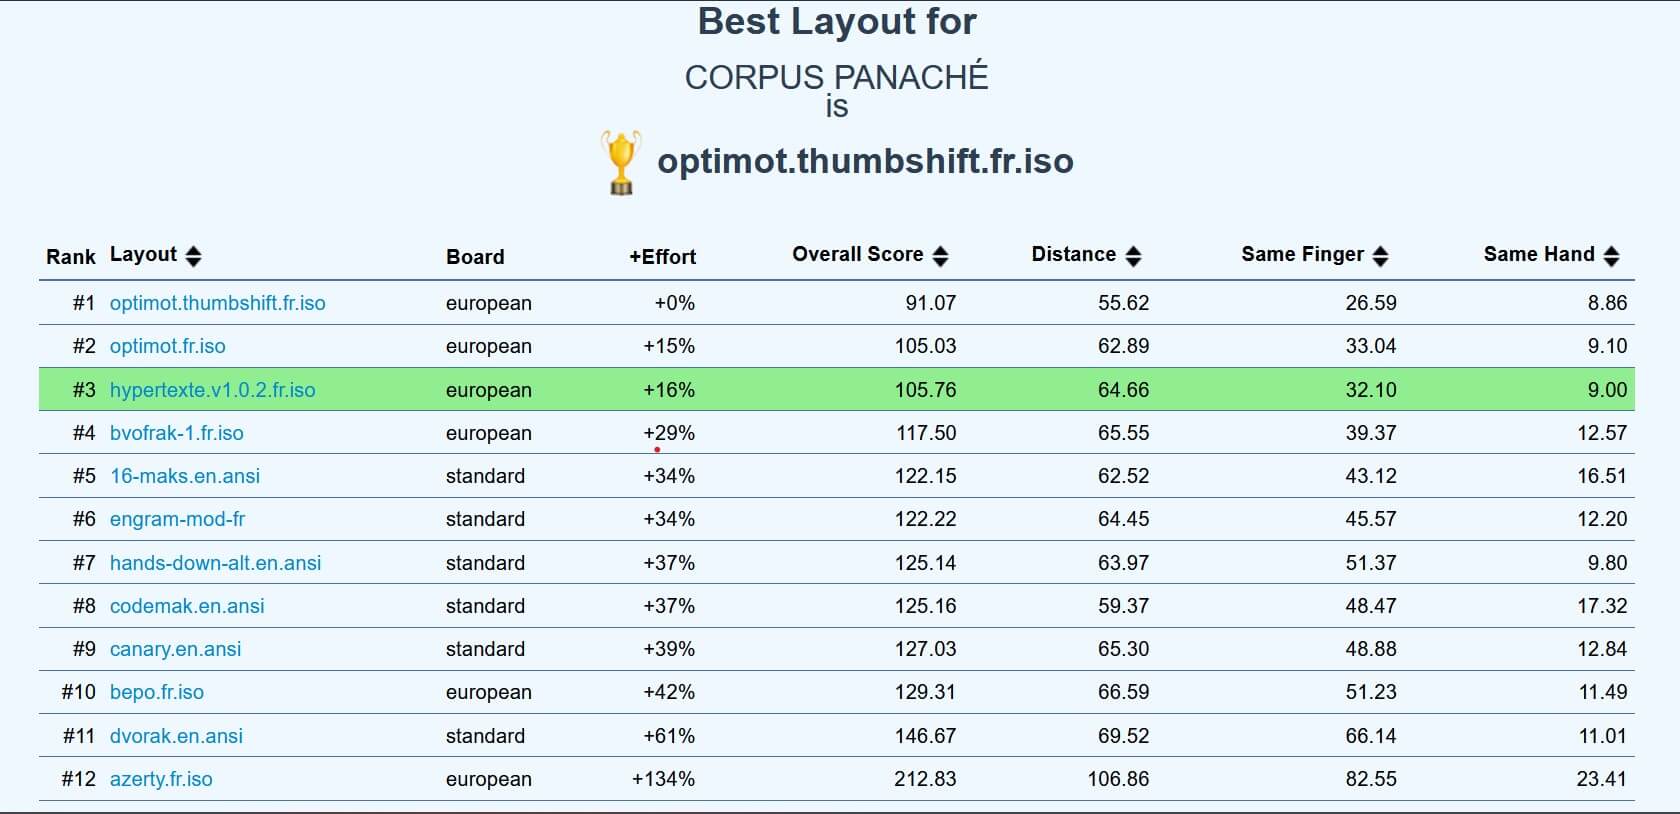 Best Layout for
CORPUS PANACHÉ
is
optimot.thumbshift.fr.iso
Rank Layout Board +Effort Overall Score Distance Same Finger Same Hand
#1 optimot.thumbshift.fr.iso european +0% 91.07 55.62 26.59 8.86
#2 optimot.fr.iso european +15% 105.03 62.89 33.04 9.10
#3 hypertexte.v1.0.2.fr.iso european +16% 105.76 64.66 32.10 9.00
#4 bvofrak-1.fr.iso european +29% 117.50 65.55 39.37 12.57
#5 16-maks.en.ansi standard +34% 122.15 62.52 43.12 16.51
#6 engram-mod-fr standard +34% 122.22 64.45 45.57 12.20
#7 hands-down-alt.en.ansi standard +37% 125.14 63.97 51.37 9.80
#8 codemak.en.ansi standard +37% 125.16 59.37 48.47 17.32
#9 canary.en.ansi standard +39% 127.03 65.30 48.88 12.84
#10 bepo.fr.iso european +42% 129.31 66.59 51.23 11.49
#11 dvorak.en.ansi standard +61% 146.67 69.52 66.14 11.01
#12 azerty.fr.iso european +134% 212.83 106.86 82.55 23.41